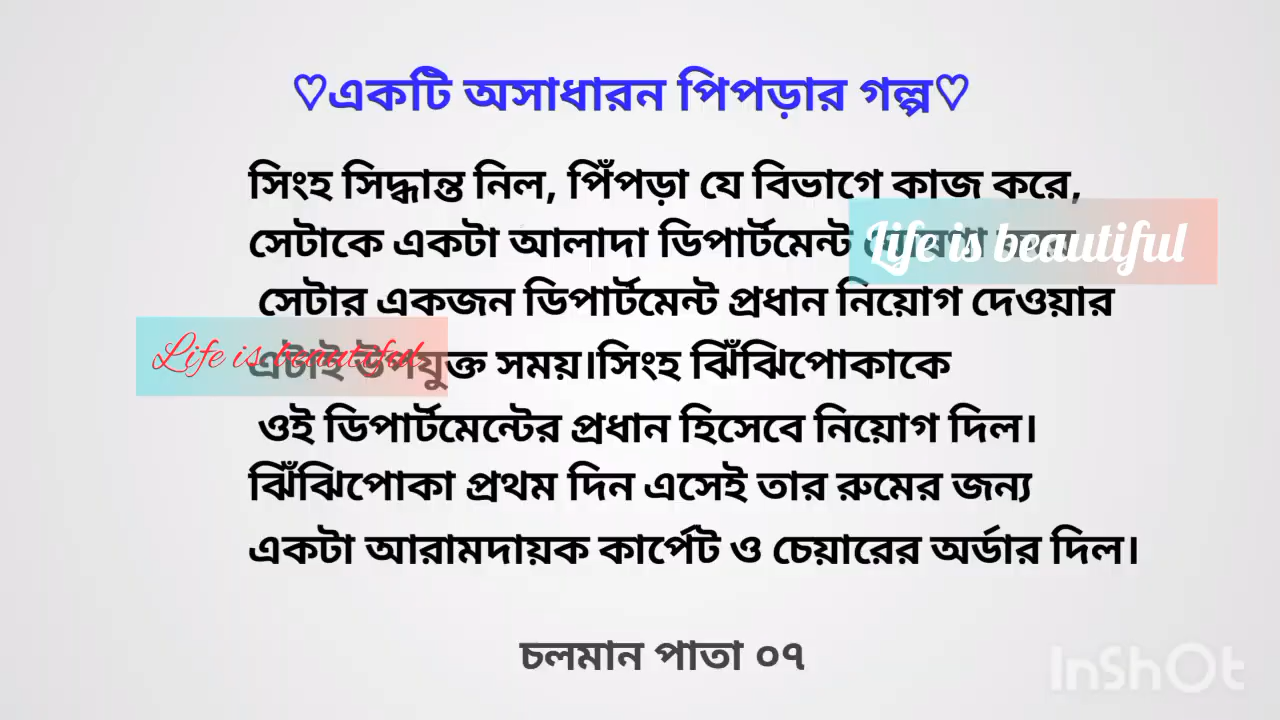 ♡একটি অসাধারন পিপড়ার গল্প♡
সিংহ সিদ্ধান্ত নিল, পিঁপড়া যে বিভাগে কাজ করে,
সেটাকে একটা আলাদা ডিপার্টমেন্ট
Life is beautiful
সেটার একজন ডিপার্টমেন্ট প্রধান নিয়োগ দেওয়ার
Life is beautiful
এটাই উপযুক্ত সময়।সিংহ ঝিঁঝিপোকাকে
ওই ডিপার্টমেন্টের প্রধান হিসেবে নিয়োগ দিল।
ঝিঁঝিপোকা প্রথম দিন এসেই তার রুমের জন্য
একটা আরামদায়ক কার্পেট ও চেয়ারের অর্ডার দিল।
চলমান পাতা ০৭
InShOt